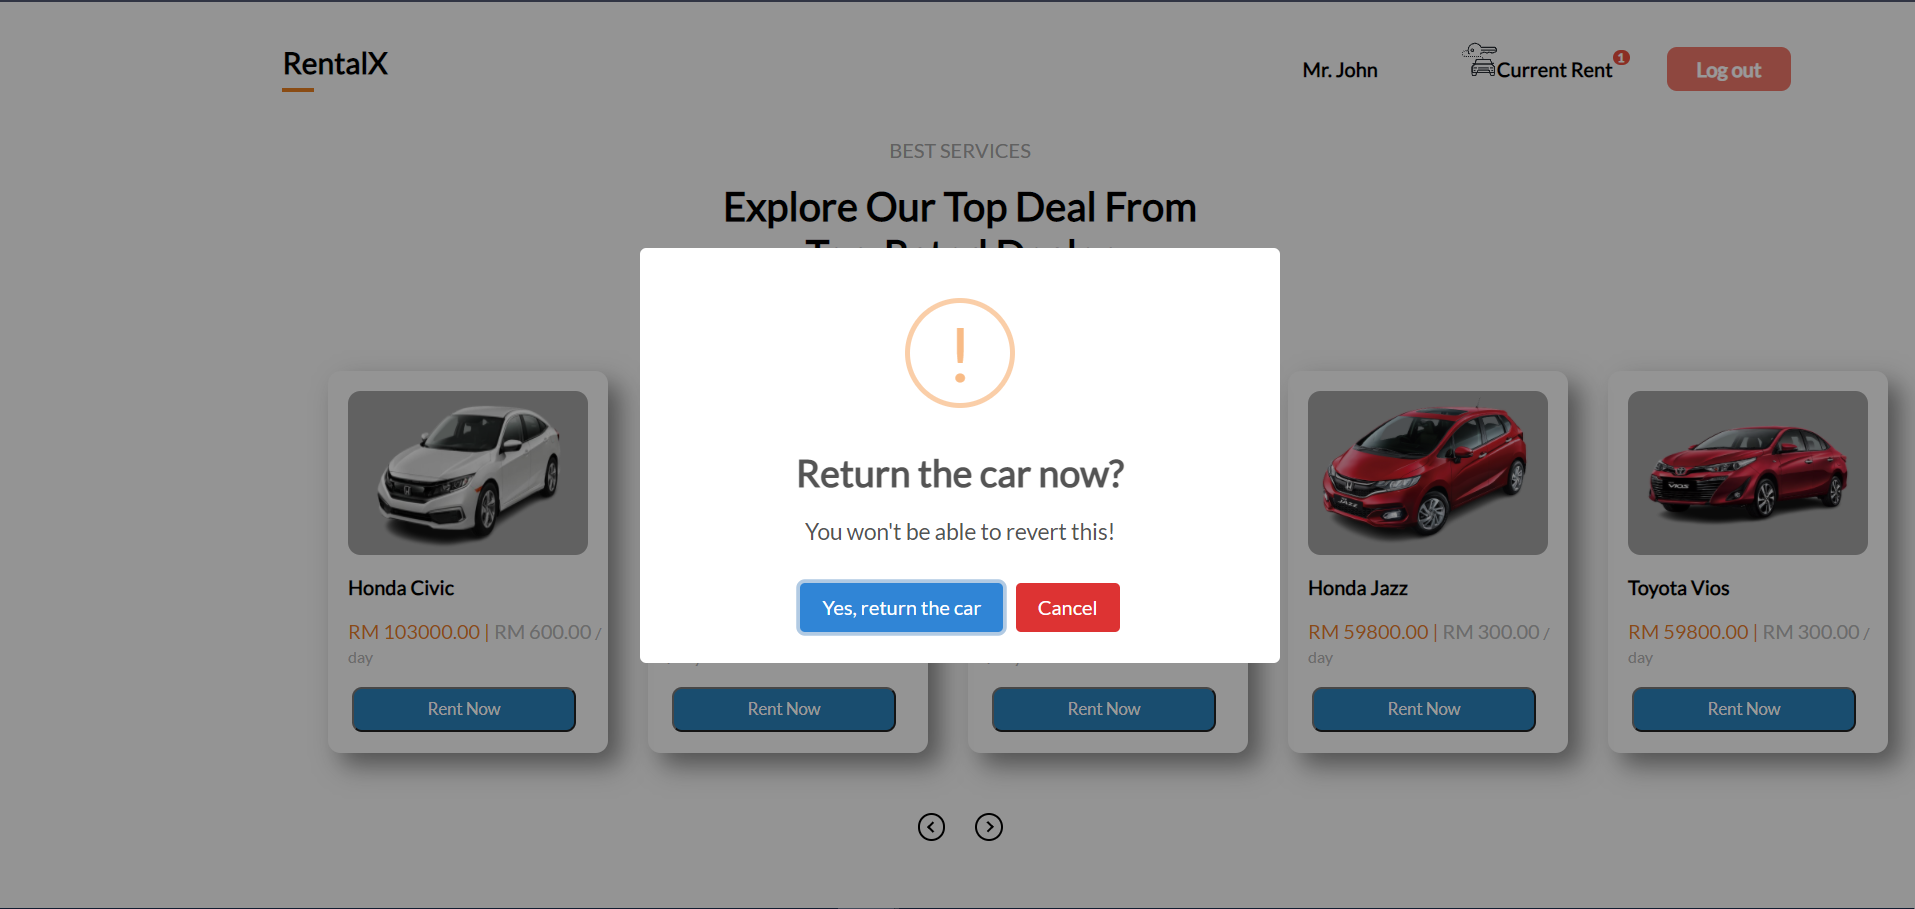 RentalX
Mr. John
Current Rent
1
Log out
BEST SERVICES
Explore Our Top Deal From
Return the car now?
You won't be able to revert this!
Yes, return the car
Cancel
Honda Civic
RM 103000.00 | RM 600.00 /
day
Rent Now
Rent Now
Rent Now
JAZZ
Honda Jazz
RM 59800.00 | RM 300.00 /
day
Rent Now
VIOS
Toyota Vios
RM 59800.00 | RM 300.00 /
day
Rent Now